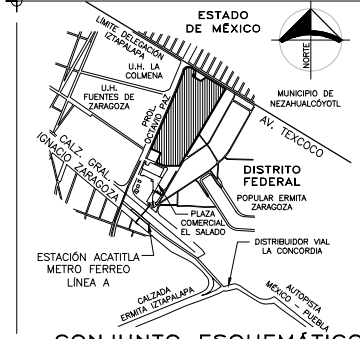 ESTADO
DE MÉXICO
LIMITE DELEGACIÓN
IZTAPALAPA
NORTE
U.H. LA
COLMENA
U.H.
FUENTES DE
ZARAGOZA
PROL.
OCTAVIO PAZ
MUNICIPIO DE
NEZAHUALCÓYOTL
AV. TEXCOCO
CALZ. GRAL.
IGNACIO ZARAGOZA
DISTRITO
FEDERAL
POPULAR ERMITA
ZARAGOZA
PLAZA
COMERCIAL
EL SALADO
ESTACIÓN ACATITLA
METRO FERREO
LÍNEA A
DISTRIBUIDOR VIAL
LA CONCORDIA
CALZADA
ERMITA IZTAPALAPA
AUTOPISTA
MÉXICO - PUEBLA
CONJUNTO ESQUEMÁTICO